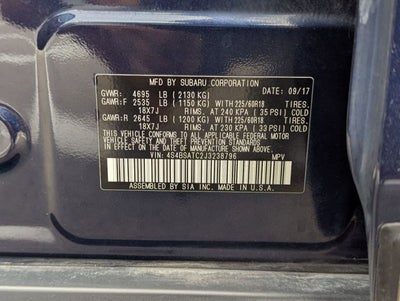 MFD BY SUBARU CORPORATION
GVWR: 4695 LB (2130 KG) DATE: 09/17
GAWR:F 2535 LB (1150 KG) WITH 225/60R18 TIRES.
18X7J RIMS. AT 240 KPA (35 PSI) COLD
GAWR:R 2645 LB (1200 KG) WITH 225/60R18 TIRES.
18X7J RIMS. AT 230 KPA (33 PSI) COLD
THIS VEHICLE CONFORMS TO ALL APPLICABLE FEDERAL MOTOR
VEHICLE SAFETY AND THEFT PREVENTION STANDARDS IN EFFECT
ON THE DATE OF MANUFACTURE SHOWN ABOVE.
VIN: 4S4BSATC2J3238796 MPV
ASSEMBLED BY SIA INC. MADE IN U.S.A.